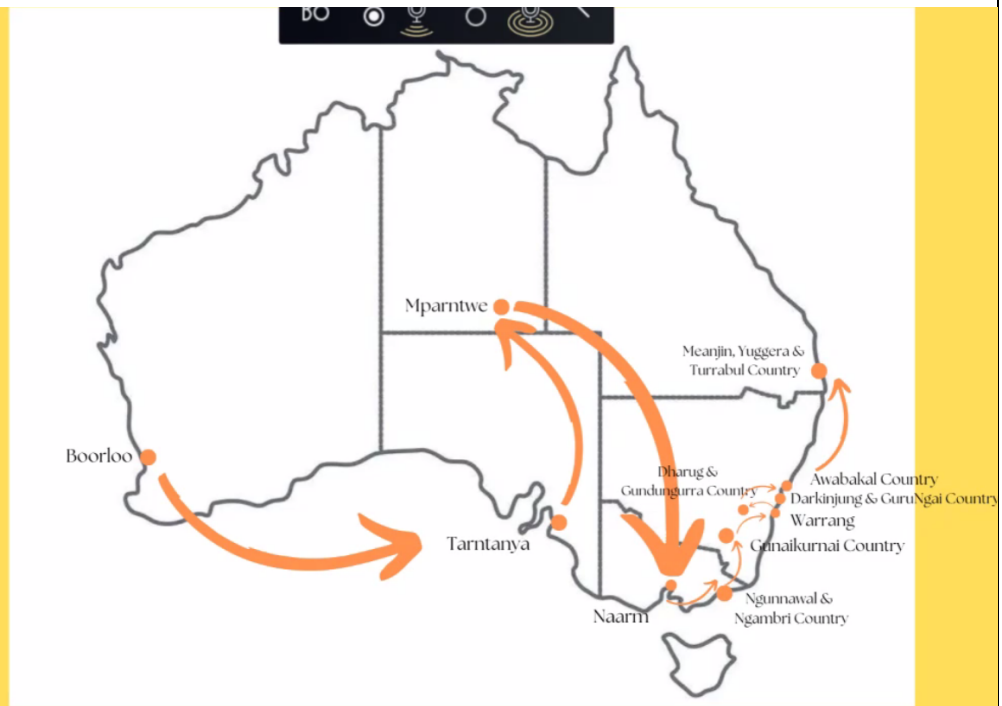 BO
Mparntwe
Meanjin, Yuggera &
Turrabul Country
Boorloo
Dharug &
Gundungurra Country
Awabakal Country
Darkinjung & GuruNgai Country
Warrang
Tarntanya
Gunaikurnai Country
Naarm
Ngunnawal &
Ngambri Country